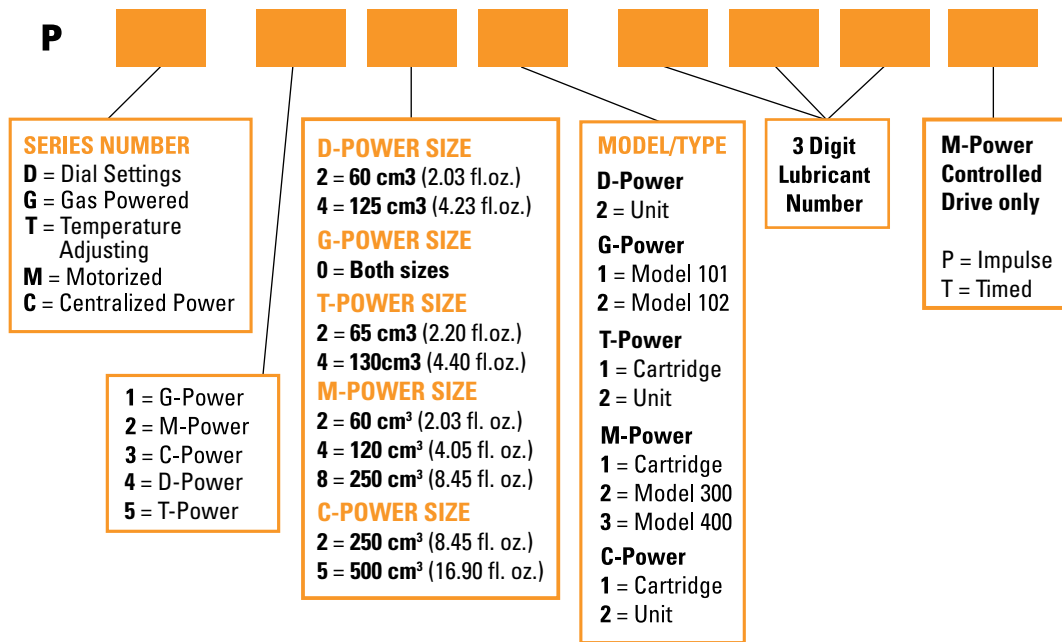 P
SERIES NUMBER
D = Dial Settings
G = Gas Powered
T = Temperature
Adjusting
M = Motorized
C = Centralized Power
1 = G-Power
2 = M-Power
3 = C-Power
4 = D-Power
5 = T-Power
D-POWER SIZE
2 = 60 cm3 (2.03 fl.oz.)
4 = 125 cm3 (4.23 fl.oz.)
G-POWER SIZE
0 = Both sizes
T-POWER SIZE
2 = 65 cm3 (2.20 fl.oz.)
4 = 130cm3 (4.40 fl.oz.)
M-POWER SIZE
2 = 60 cm³ (2.03 fl. oz.)
4 = 120 cm³ (4.05 fl. oz.)
8 = 250 cm³ (8.45 fl. oz.)
C-POWER SIZE
2 = 250 cm³ (8.45 fl. oz.)
5 = 500 cm³ (16.90 fl. oz.)
MODEL/TYPE
D-Power
2 = Unit
G-Power
1 = Model 101
2 = Model 102
T-Power
1 = Cartridge
2 = Unit
M-Power
1 = Cartridge
2 = Model 300
3 = Model 400
C-Power
1 = Cartridge
2 = Unit
3 Digit
Lubricant
Number
M-Power
Controlled
Drive only
P = Impulse
T = Timed